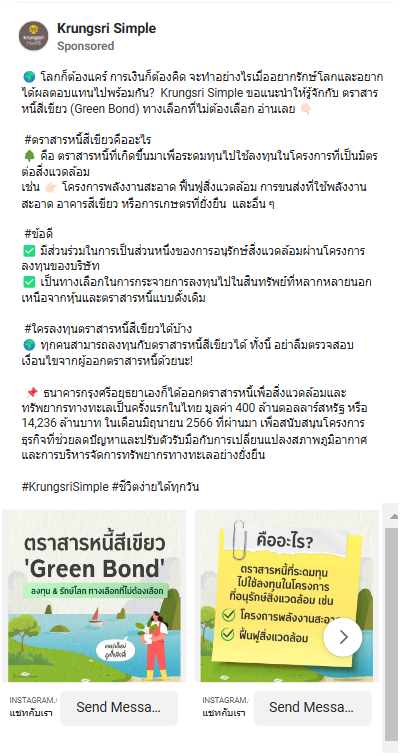 Krungsri Simple
Sponsored
🌍 โลกก็ต้องแคร์ การเงินก็ต้องคิด จะทำอย่างไรเมื่ออยากรักษ์โลกและอยาก
ได้ผลตอบแทนไปพร้อมกัน? Krungsri Simple ขอแนะนำให้รู้จักกับ ตราสาร
หนี้สีเขียว (Green Bond) ทางเลือกที่ไม่ต้องเลือก อ่านเลย 👇🏻
#ตราสารหนี้สีเขียวคืออะไร
🌳 คือ ตราสารหนี้ที่เกิดขึ้นมาเพื่อระดมทุนไปใช้ลงทุนในโครงการที่เป็นมิตร
ต่อสิ่งแวดล้อม
เช่น 👉🏻 โครงการพลังงานสะอาด ฟื้นฟูสิ่งแวดล้อม การขนส่งที่ใช้พลังงาน
สะอาด อาคารสีเขียว หรือการเกษตรที่ยั่งยืน และอื่น ๆ
#ข้อดี
✅ มีส่วนร่วมในการเป็นส่วนหนึ่งของการอนุรักษ์สิ่งแวดล้อมผ่านโครงการ
ลงทุนของบริษัท
✅ เป็นทางเลือกในการกระจายการลงทุนไปในสินทรัพย์ที่หลากหลายนอก
เหนือจากหุ้นและตราสารหนี้แบบดั้งเดิม
#ใครลงทุนตราสารหนี้สีเขียวได้บ้าง
🌍 ทุกคนสามารถลงทุนกับตราสารหนี้สีเขียวได้ ทั้งนี้ อย่าลืมตรวจสอบ
เงื่อนไขจากผู้ออกตราสารหนี้ด้วยนะ!
📌 ธนาคารกรุงศรีอยุธยาเองก็ได้ออกตราสารหนี้เพื่อสิ่งแวดล้อมและ
ทรัพยากรทางทะเลเป็นครั้งแรกในไทย มูลค่า 400 ล้านดอลลาร์สหรัฐ หรือ
14,236 ล้านบาท ในเดือนมิถุนายน 2566 ที่ผ่านมา เพื่อสนับสนุนโครงการ
ธุรกิจที่ช่วยลดปัญหาและปรับตัวรับมือกับการเปลี่ยนแปลงสภาพภูมิอากาศ
และการบริหารจัดการทรัพยากรทางทะเลอย่างยั่งยืน
#KrungsriSimple #ชีวิตง่ายได้ทุกวัน
ตราสารหนี้สีเขียว
'Green Bond'
ลงทุน & รักษ์โลก ทางเลือกที่ไม่ต้องเลือก
คืออะไร?
ตราสารหนี้ที่ระดมทุน
ไปใช้ลงทุนในโครงการ
ที่อนุรักษ์สิ่งแวดล้อม เช่น
โครงการพลังงานสะอาด
ฟื้นฟูสิ่งแวดล้อม
INSTAGRAM.
แชทกับเรา
Send Messa...
INSTAGRAM.
แชทกับเรา
Send Messa...